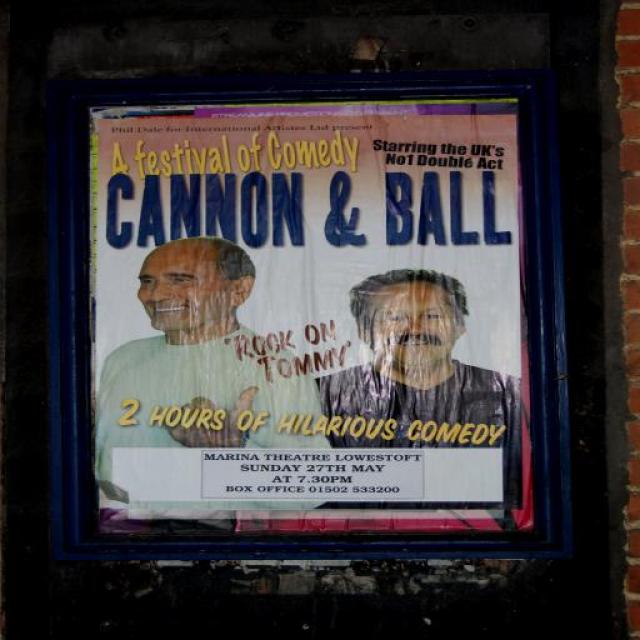 Phil Dale for International Artistes Ltd present
A festival of Comedy
Starring the UK's
No1 Double Act
CANNON & BALL
"ROCK ON
TOMMY"
2 HOURS OF HILARIOUS COMEDY
MARINA THEATRE LOWESTOFT
SUNDAY 27TH MAY
AT 7.30PM
BOX OFFICE 01502 533200